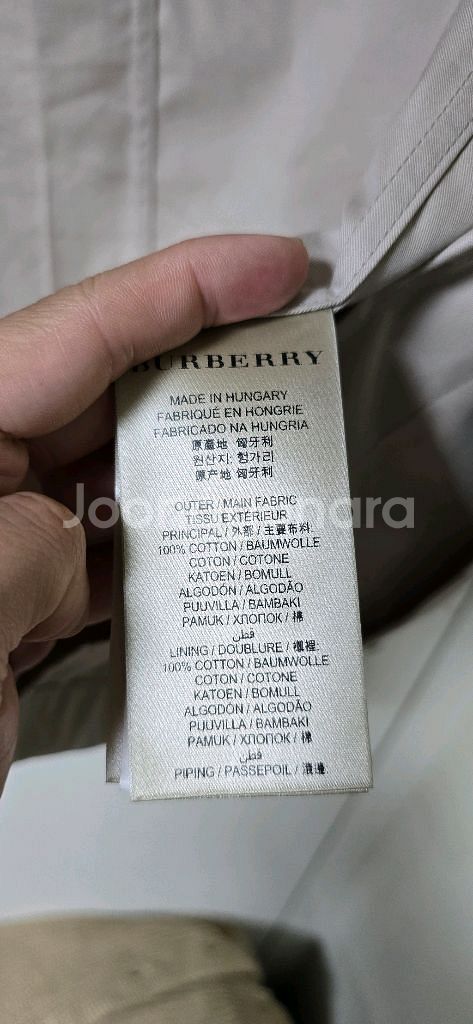 BURBERRY
MADE IN HUNGARY
FABRIQUÉ EN HONGRIE
FABRICADO NA HUNGRIA
原產地: 匈牙利
원산지: 헝가리
原产地: 匈牙利
OUTER / MAIN FABRIC
TISSU EXTÉRIEUR
PRINCIPAL / 外部 / 主要布料:
100% COTTON / BAUMWOLLE
COTON / COTONE
KATOEN / BOMULL
ALGODÓN / ALGODÃO
PUUVILLA / BAMBAKI
PAMUK / ХЛОПОК / 棉
قطن
LINING / DOUBLURE / 襯裡:
100% COTTON / BAUMWOLLE
COTON / COTONE
KATOEN / BOMULL
ALGODÓN / ALGODÃO
PUUVILLA / BAMBAKI
PAMUK / ХЛОПОК / 棉
قطن
PIPING / PASSEPOIL / 滾邊